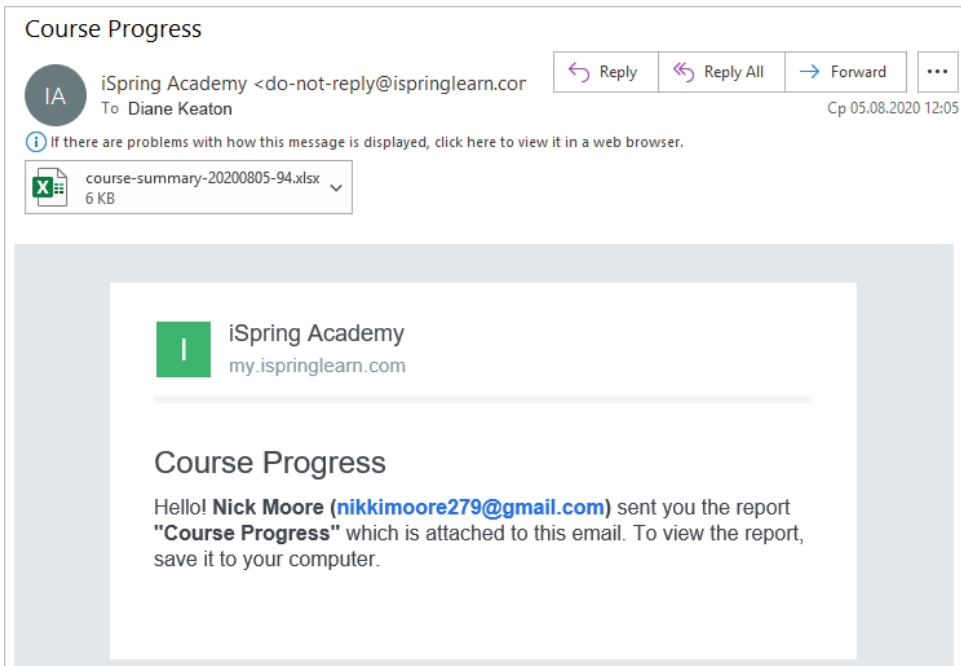 Course Progress
IA
iSpring Academy <do-not-reply@ispringlearn.con
Reply
Reply All
Forward
To Diane Keaton
Ср 05.08.2020 12:05
If there are problems with how this message is displayed, click here to view it in a web browser.
course-summary-20200805-94.xlsx
6 KB
I
iSpring Academy
my.ispringlearn.com
Course Progress
Hello! Nick Moore (nikkimoore279@gmail.com) sent you the report
"Course Progress" which is attached to this email. To view the report,
save it to your computer.